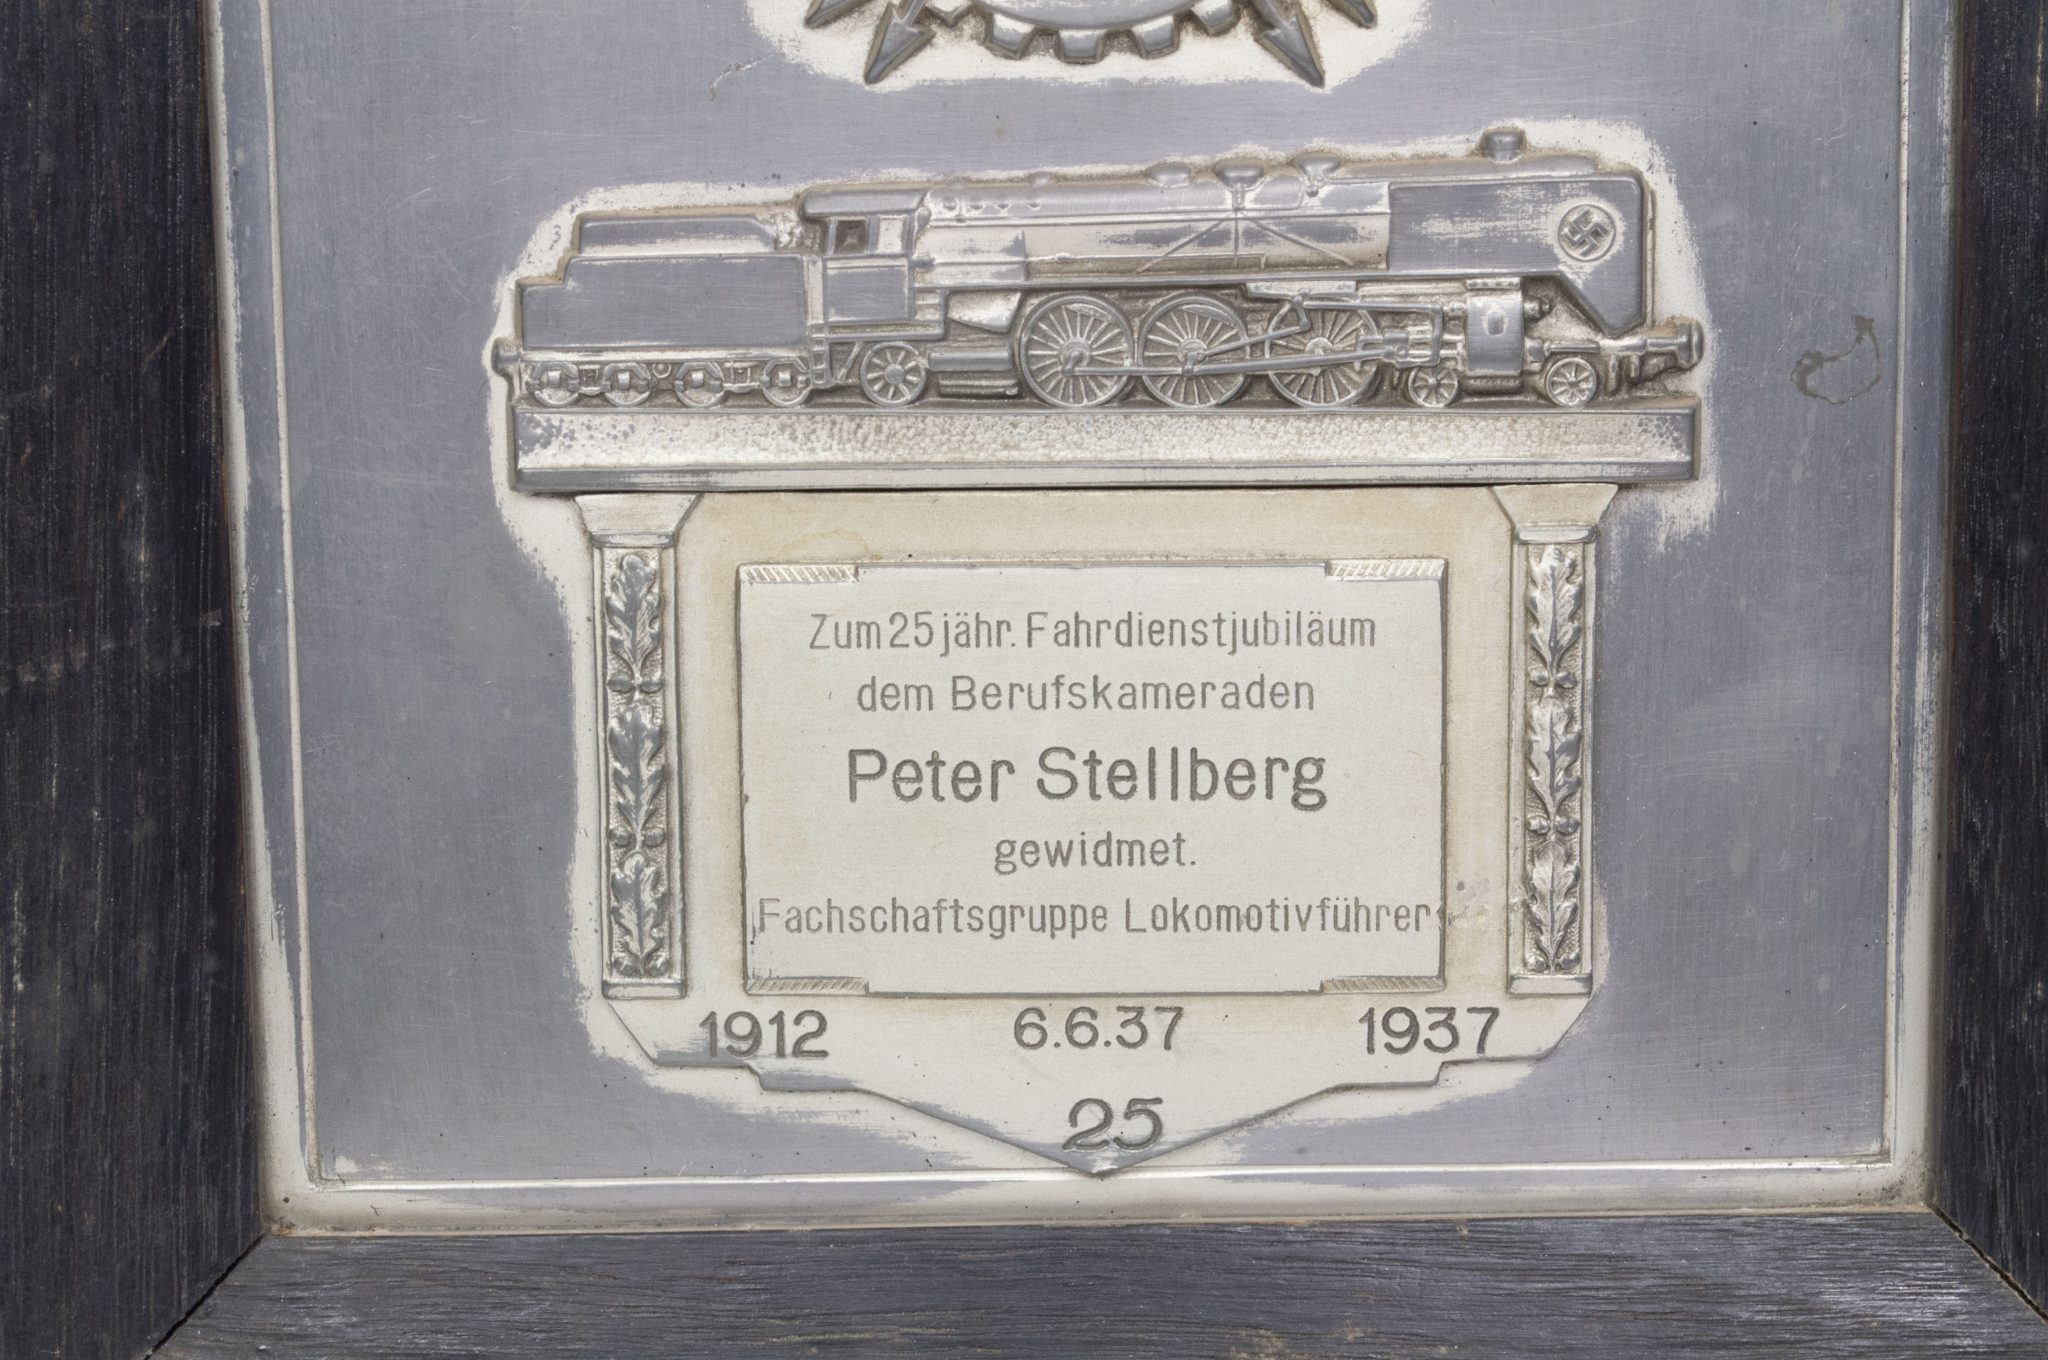 Zum 25 jähr. Fahrdienstjubiläum
dem Berufskameraden
Peter Stellberg
gewidmet.
Fachschaftsgruppe Lokomotivführer
1912 6.6.37 1937
25